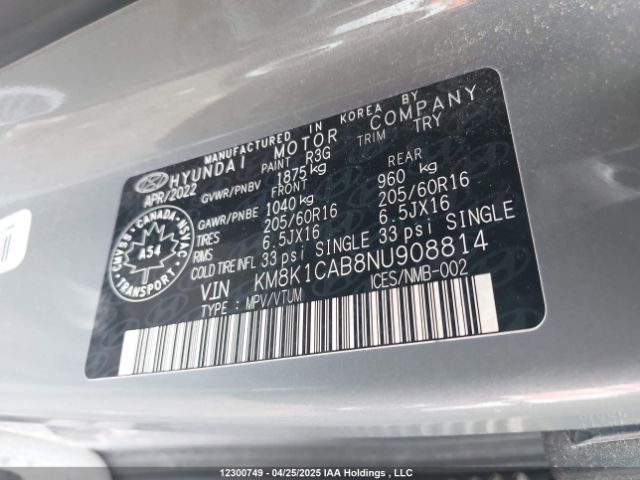 MANUFACTURED IN KOREA BY
HYUNDAI MOTOR COMPANY
APR/2022 PAINT R3G TRIM TRY
GVWR/PNBV 1875 kg
FRONT REAR
GAWR/PNBE 1040 kg 960 kg
TIRES 205/60R16 205/60R16
RIMS 6.5JX16 6.5JX16
COLD TIRE INFL 33 psi SINGLE 33 psi SINGLE
VIN KM8K1CAB8NU908814
TYPE : MPV/VTUM ICES/NMB-002
CMVSS CANADA NSVAC
A54
TRANSPORT
12300749 - 04/25/2025 IAA Holdings , LLC